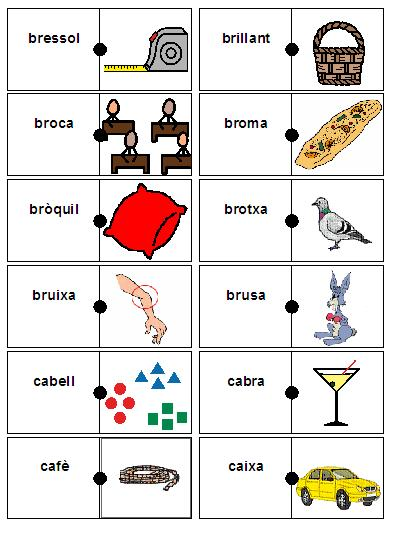 bressol brillant
broca broma
bròquil brotxa
bruixa brusa
cabell cabra
cafè caixa